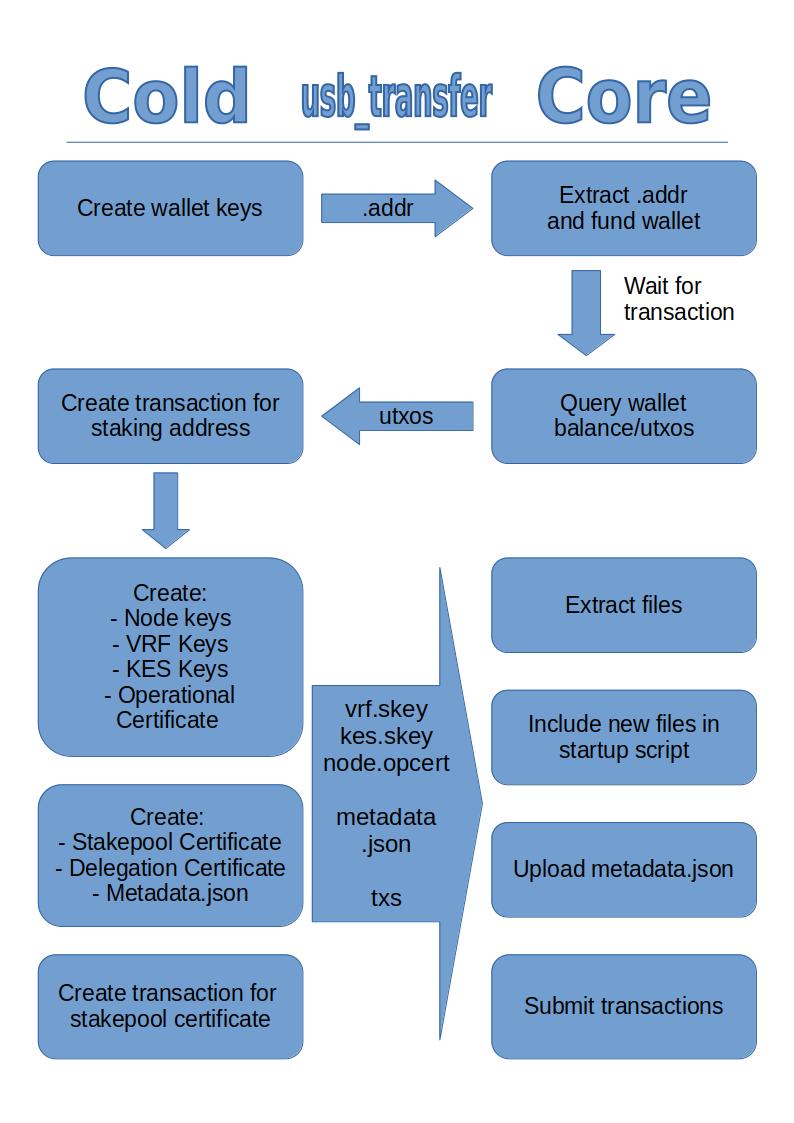 Cold usb_transfer Core
Create wallet keys
.addr
Extract .addr
and fund wallet
Wait for
transaction
Create transaction for
staking address
utxos
Query wallet
balance/utxos
Create:
- Node keys
- VRF Keys
- KES Keys
- Operational
Certificate
Create:
- Stakepool Certificate
- Delegation Certificate
- Metadata.json
Create transaction for
stakepool certificate
vrf.skey
kes.skey
node.opcert
metadata
.json
txs
Extract files
Include new files in
startup script
Upload metadata.json
Submit transactions